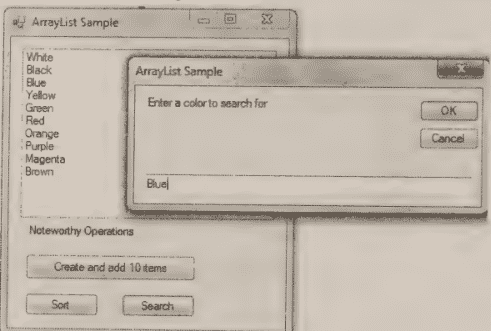 ArrayList Sample
White
Black
Blue
Yellow
Green
Red
Orange
Purple
Magenta
Brown
Noteworthy Operations
Create and add 10 items
Sort
Search
ArrayList Sample
Enter a color to search for
OK
Cancel
Blue